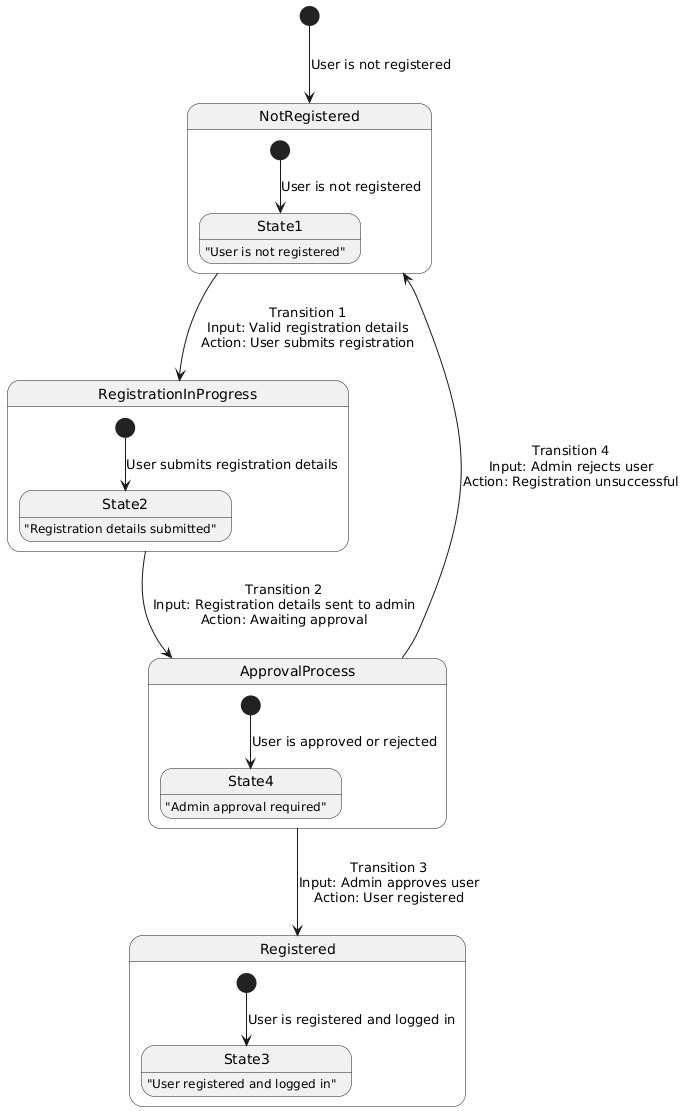 User is not registered
NotRegistered
User is not registered
State1
"User is not registered"
Transition 1
Input: Valid registration details
Action: User submits registration
RegistrationInProgress
User submits registration details
State2
"Registration details submitted"
Transition 4
Input: Admin rejects user
Action: Registration unsuccessful
Transition 2
Input: Registration details sent to admin
Action: Awaiting approval
ApprovalProcess
User is approved or rejected
State4
"Admin approval required"
Transition 3
Input: Admin approves user
Action: User registered
Registered
User is registered and logged in
State3
"User registered and logged in"